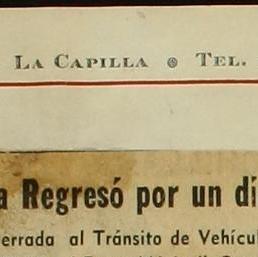 LA CAPILLA ⊛ TEL.
a Regresó por un dí
errada al Tránsito de Vehícul